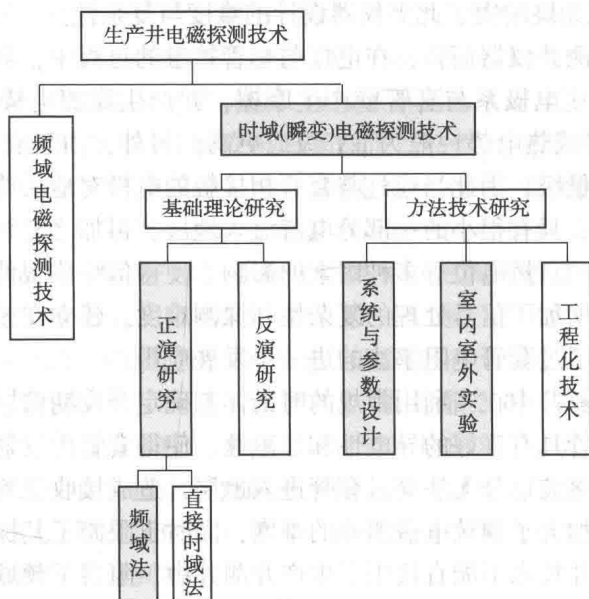 生产井电磁探测技术
频域电磁探测技术
时域(瞬变)电磁探测技术
基础理论研究
方法技术研究
正演研究
反演研究
系统与参数设计
室内室外实验
工程化技术
频域法
直接时域法